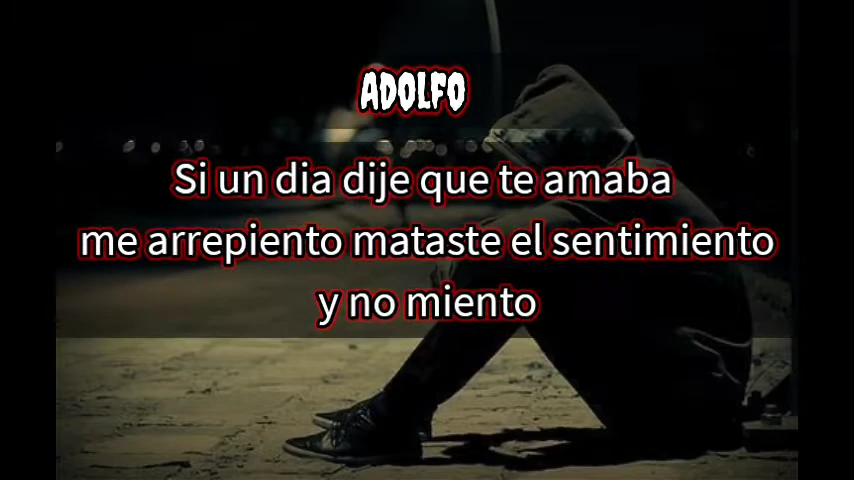 ADOLFO
Si un dia dije que te amaba
me arrepiento mataste el sentimiento
y no miento